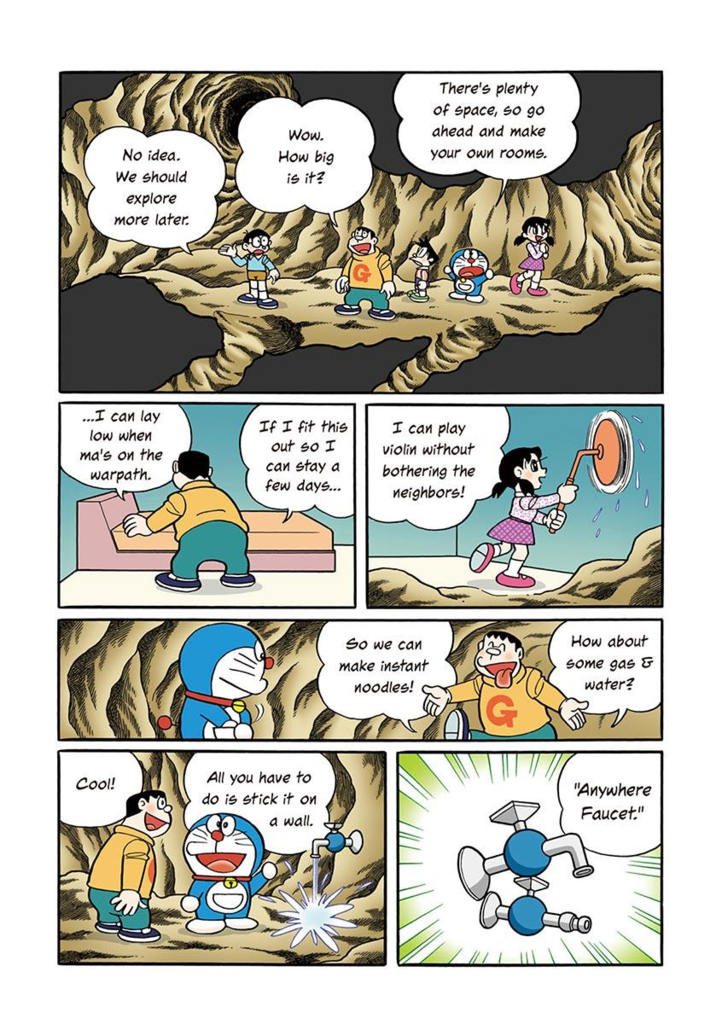 There's plenty
of space, so go
ahead and make
your own rooms.
Wow.
How big
is it?
No idea.
We should
explore
more later.
G
I can play
violin without
bothering the
neighbors!
If I fit this
out so I
can stay a
few days...
...I can lay
low when
ma's on the
warpath.
How about
some gas &
water?
So we can
make instant
noodles!
G
"Anywhere
Faucet."
All you have to
do is stick it on
a wall.
Cool!